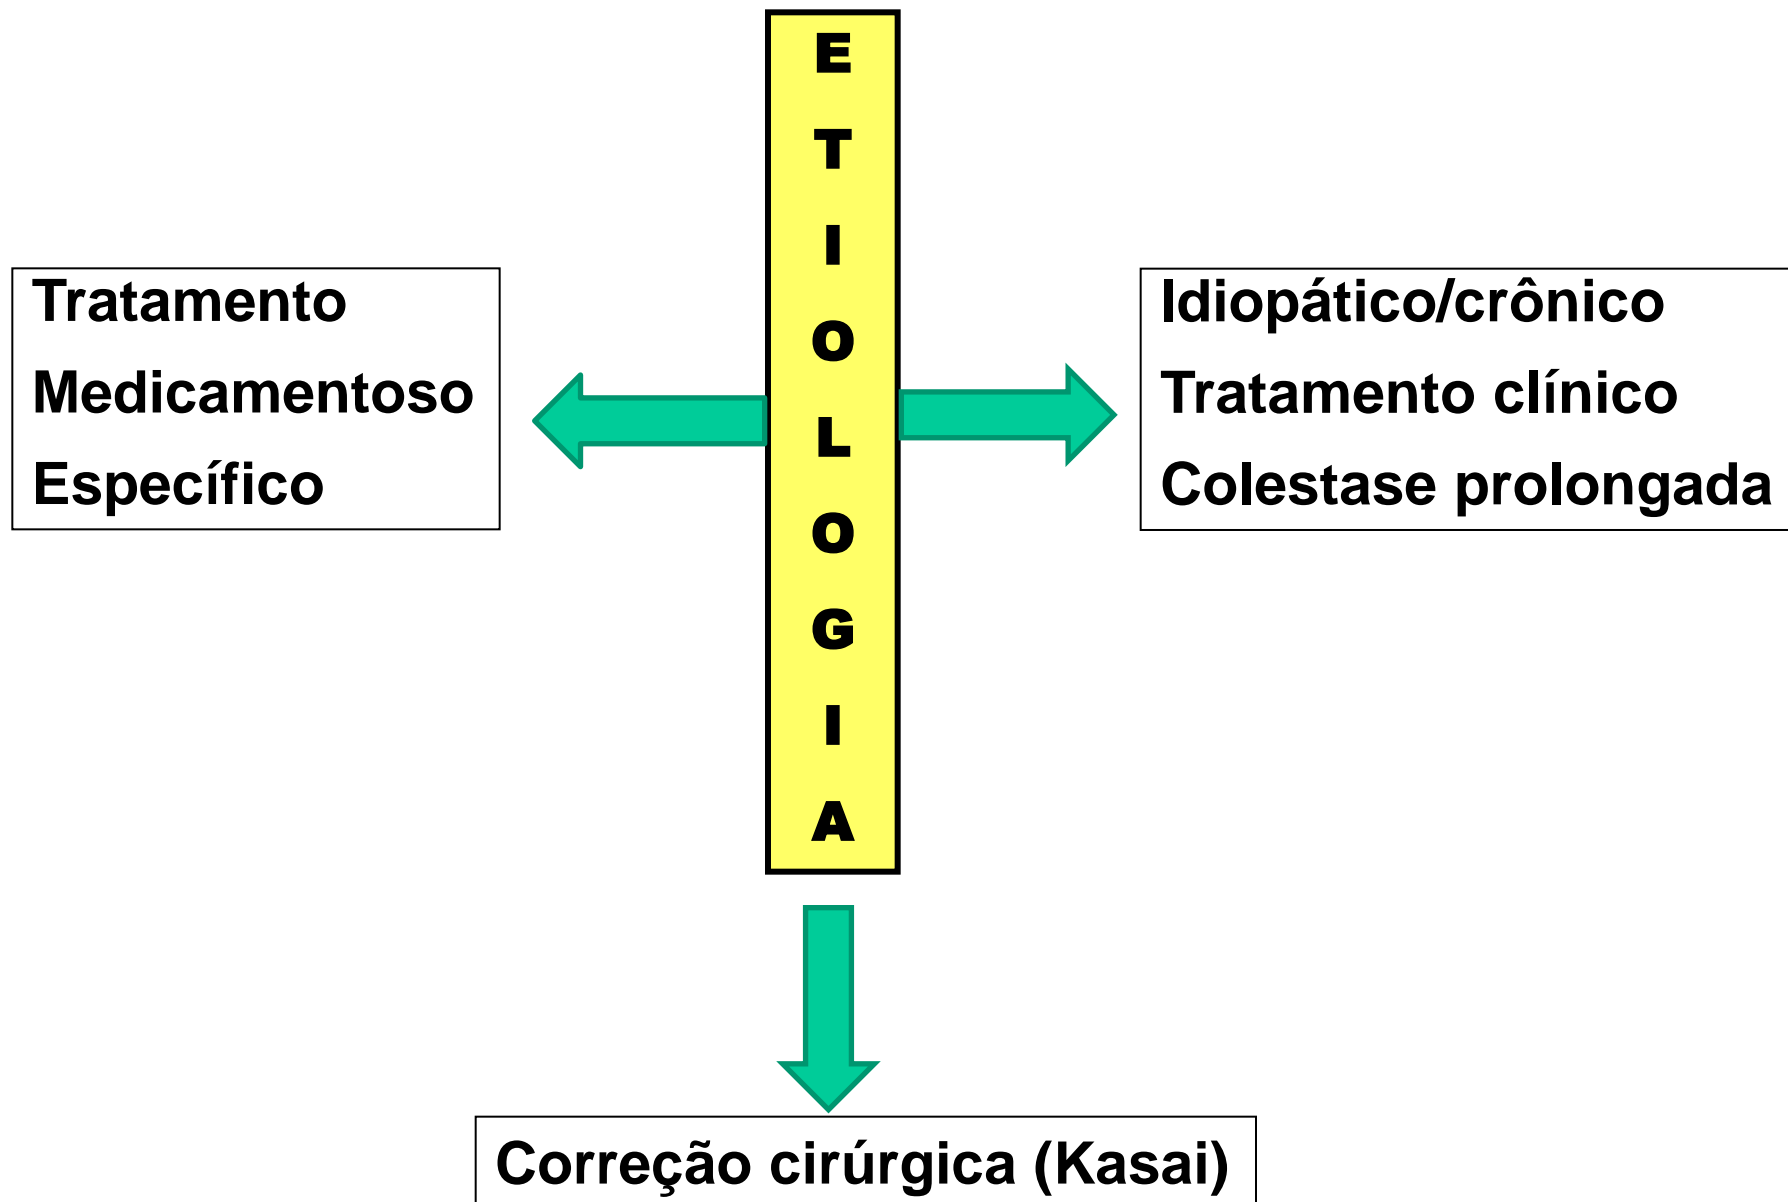 E
T
I
O
L
O
G
I
A
Tratamento
Medicamentoso
Específico
Idiopático/crônico
Tratamento clínico
Colestase prolongada
Correção cirúrgica (Kasai)